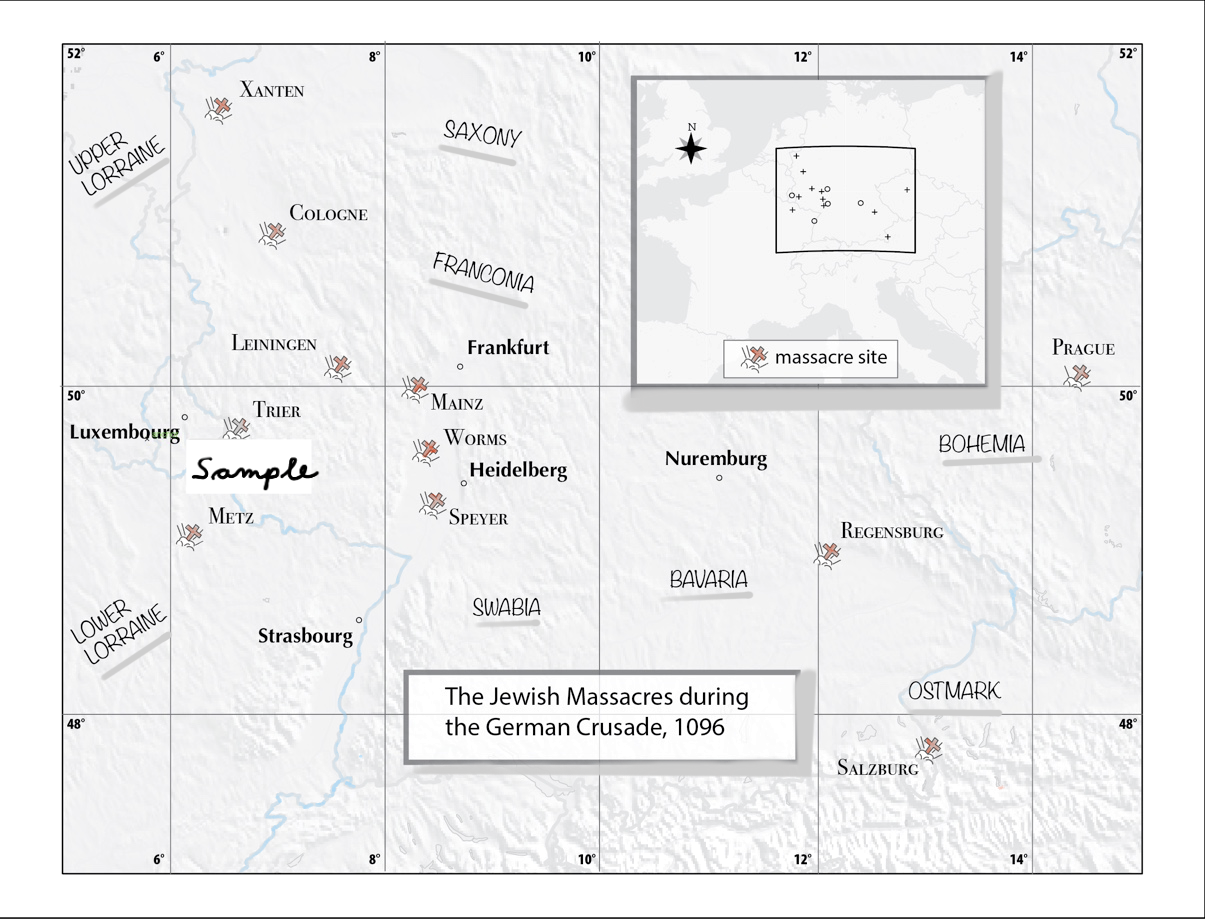 52°
6°
8°
10°
12°
14°
52°
XANTEN
UPPER
LORRAINE
SAXONY
N
COLOGNE
FRANCONIA
LEININGEN
Frankfurt
massacre site
PRAGUE
50°
MAINZ
50°
TRIER
Luxembourg
WORMS
BOHEMIA
Sample
Heidelberg
Nuremburg
METZ
SPEYER
REGENSBURG
BAVARIA
LOWER
LORRAINE
SWABIA
Strasbourg
The Jewish Massacres during
the German Crusade, 1096
OSTMARK
48°
48°
SALZBURG
6°
8°
10°
12°
14°